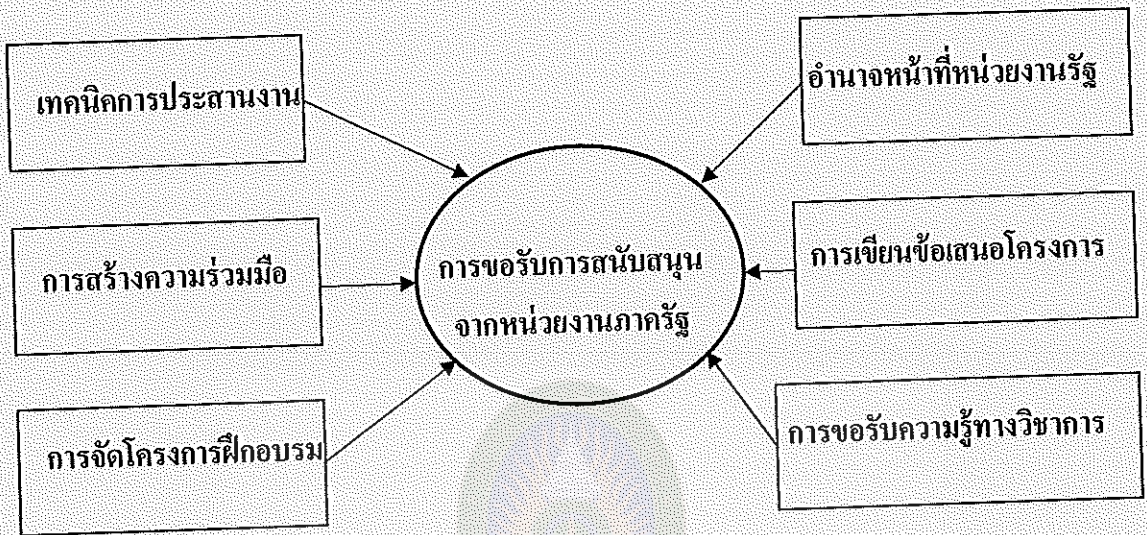 เทคนิคการประสานงาน
อำนาจหน้าที่หน่วยงานรัฐ
การสร้างความร่วมมือ
การขอรับการสนับสนุน
จากหน่วยงานภาครัฐ
การเขียนข้อเสนอโครงการ
การจัดโครงการฝึกอบรม
การขอรับความรู้ทางวิชาการ